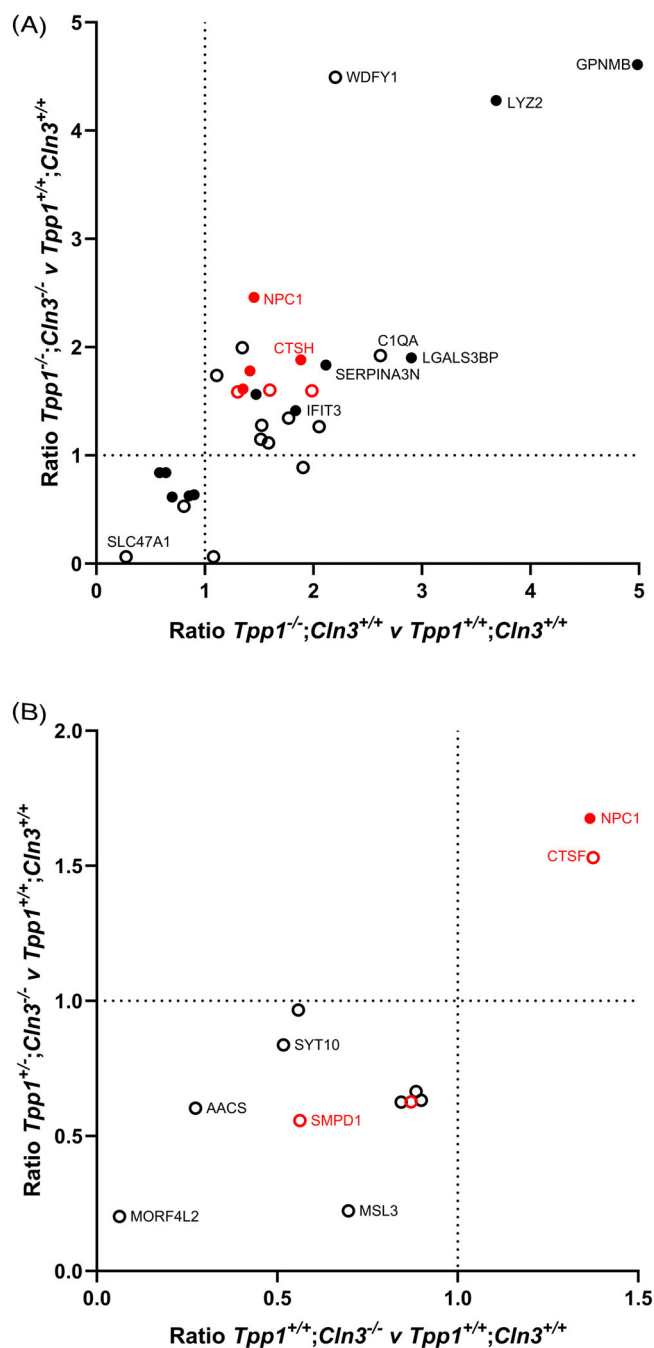 (A)
5
GPNMB
WDFY1
LYZ2
4
Ratio Tpp1-/-;Cln3-/- v Tpp1+/+;Cln3+/+
3
NPC1
2
CTSH
C1QA
LGALS3BP
SERPINA3N
IFIT3
1
SLC47A1
0
0 1 2 3 4 5
Ratio Tpp1-/-;Cln3+/+ v Tpp1+/+;Cln3+/+
(B)
2.0
NPC1
CTSF
1.5
Ratio Tpp1+/-;Cln3-/- v Tpp1+/+;Cln3+/+
1.0
SYT10
AACS
SMPD1
0.5
MORF4L2
MSL3
0.0
0.0 0.5 1.0 1.5
Ratio Tpp1+/+;Cln3-/- v Tpp1+/+;Cln3+/+